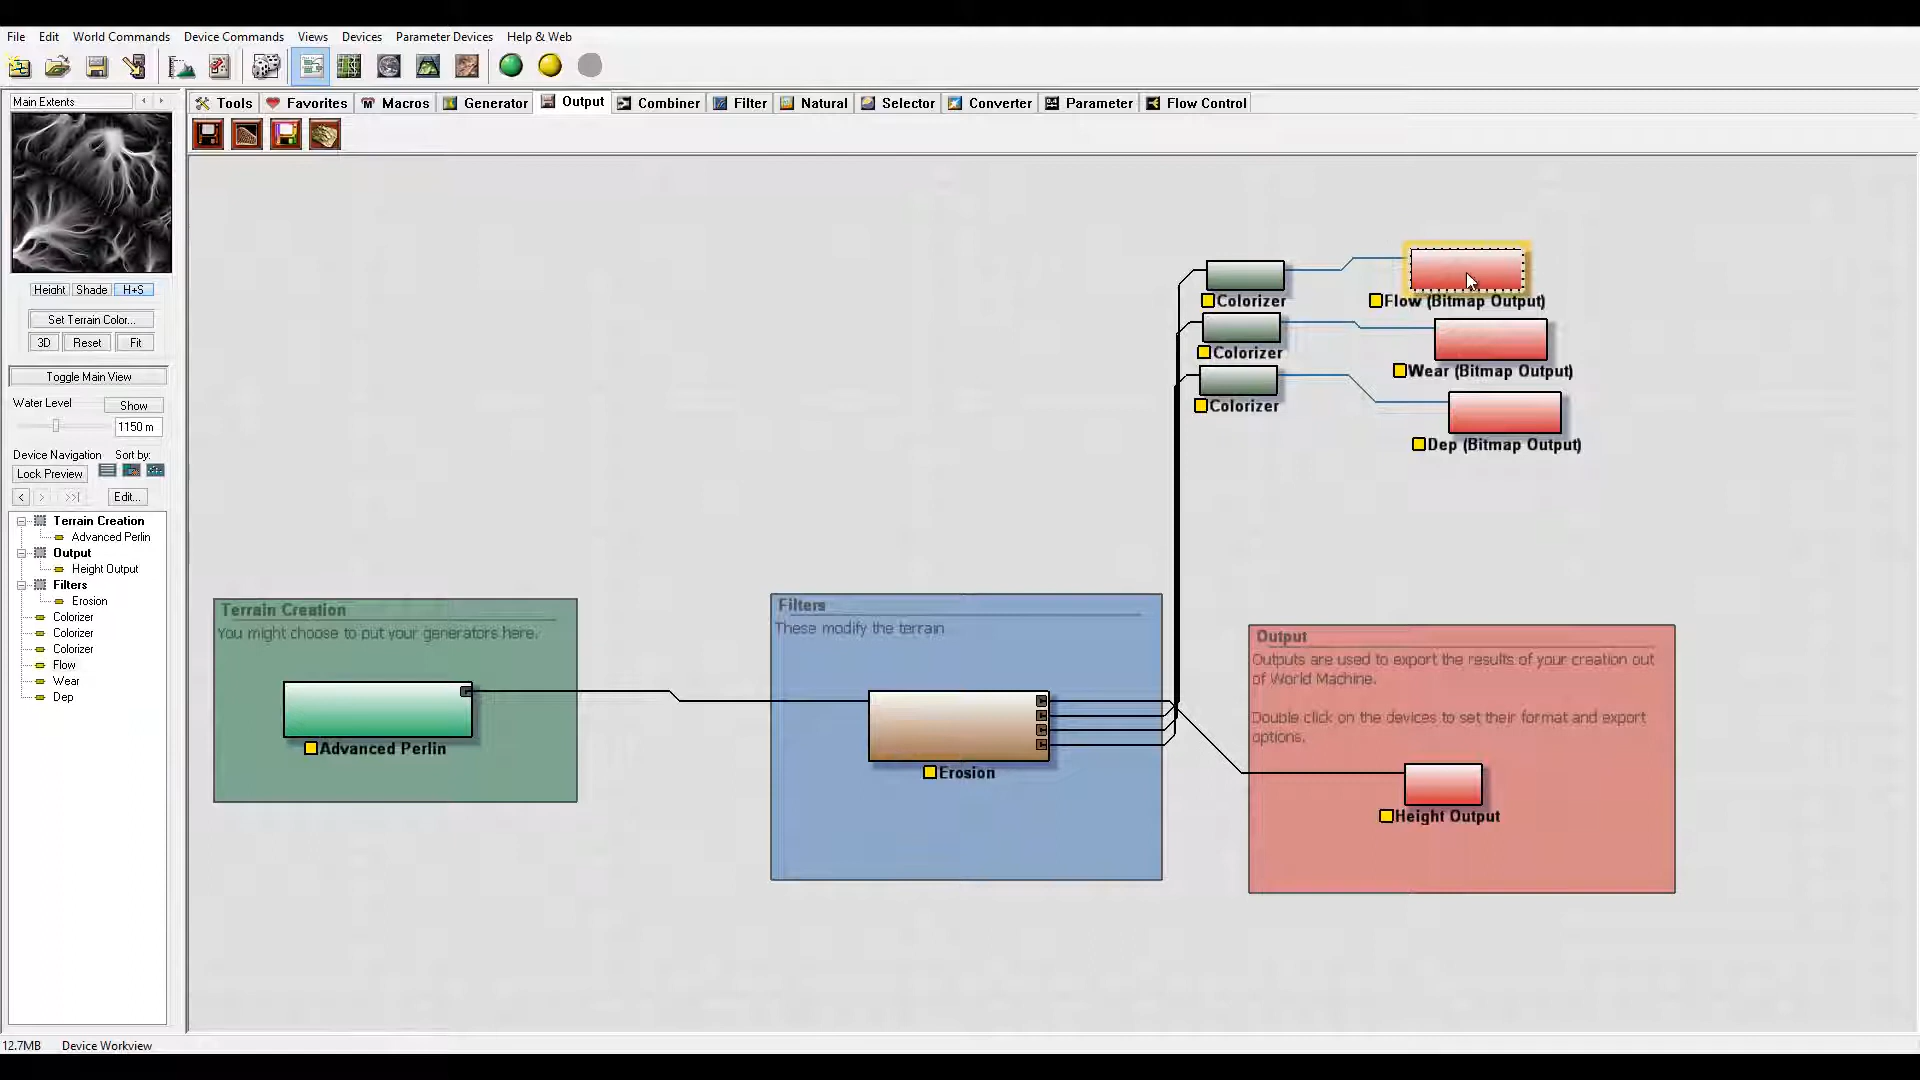 File Edit World Commands Device Commands Views Devices Parameter Devices Help & Web
Main Extents
Tools Favorites Macros Generator Output Combiner Filter Natural Selector Converter Parameter Flow Control
Height Shade H+S
Set Terrain Color...
3D Reset Fit
Toggle Main View
Water Level Show
1150 m
Device Navigation Sort by:
Lock Preview
< > >>| Edit...
Terrain Creation
Advanced Perlin
Output
Height Output
Filters
Erosion
Colorizer
Colorizer
Colorizer
Flow
Wear
Dep
Colorizer
Flow (Bitmap Output)
Colorizer
Wear (Bitmap Output)
Colorizer
Dep (Bitmap Output)
Terrain Creation
You might choose to put your generators here.
Advanced Perlin
Filters
These modify the terrain
Erosion
Output
Outputs are used to export the results of your creation out
of World Machine.
Double click on the devices to set their format and export
options.
Height Output
12.7MB Device Workview